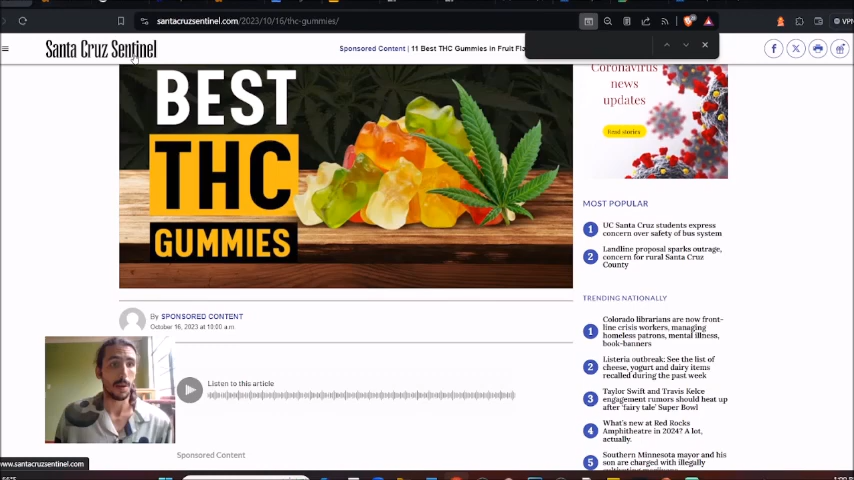 santacruzsentinel.com/2023/10/16/thc-gummies/
VPN
Santa Cruz Sentinel
Sponsored Content | 11 Best THC Gummies in Fruit Fla
BEST
THC
GUMMIES
Coronavirus
news
updates
Read stories
MOST POPULAR
1 UC Santa Cruz students express
concern over safety of bus system
2 Landline proposal sparks outrage,
concern for rural Santa Cruz
County
TRENDING NATIONALLY
1 Colorado librarians are now front-
line crisis workers, managing
homeless patrons, mental illness,
book-banners
2 Listeria outbreak: See the list of
cheese, yogurt and dairy items
recalled during the past week
3 Taylor Swift and Travis Kelce
engagement rumors should heat up
after 'fairy tale' Super Bowl
4 What's new at Red Rocks
Amphitheatre in 2024? A lot,
actually.
5 Southern Minnesota mayor and his
son are charged with illegally
By SPONSORED CONTENT
October 16, 2023 at 10:00 a.m.
Listen to this article
Sponsored Content
www.santacruzsentinel.com